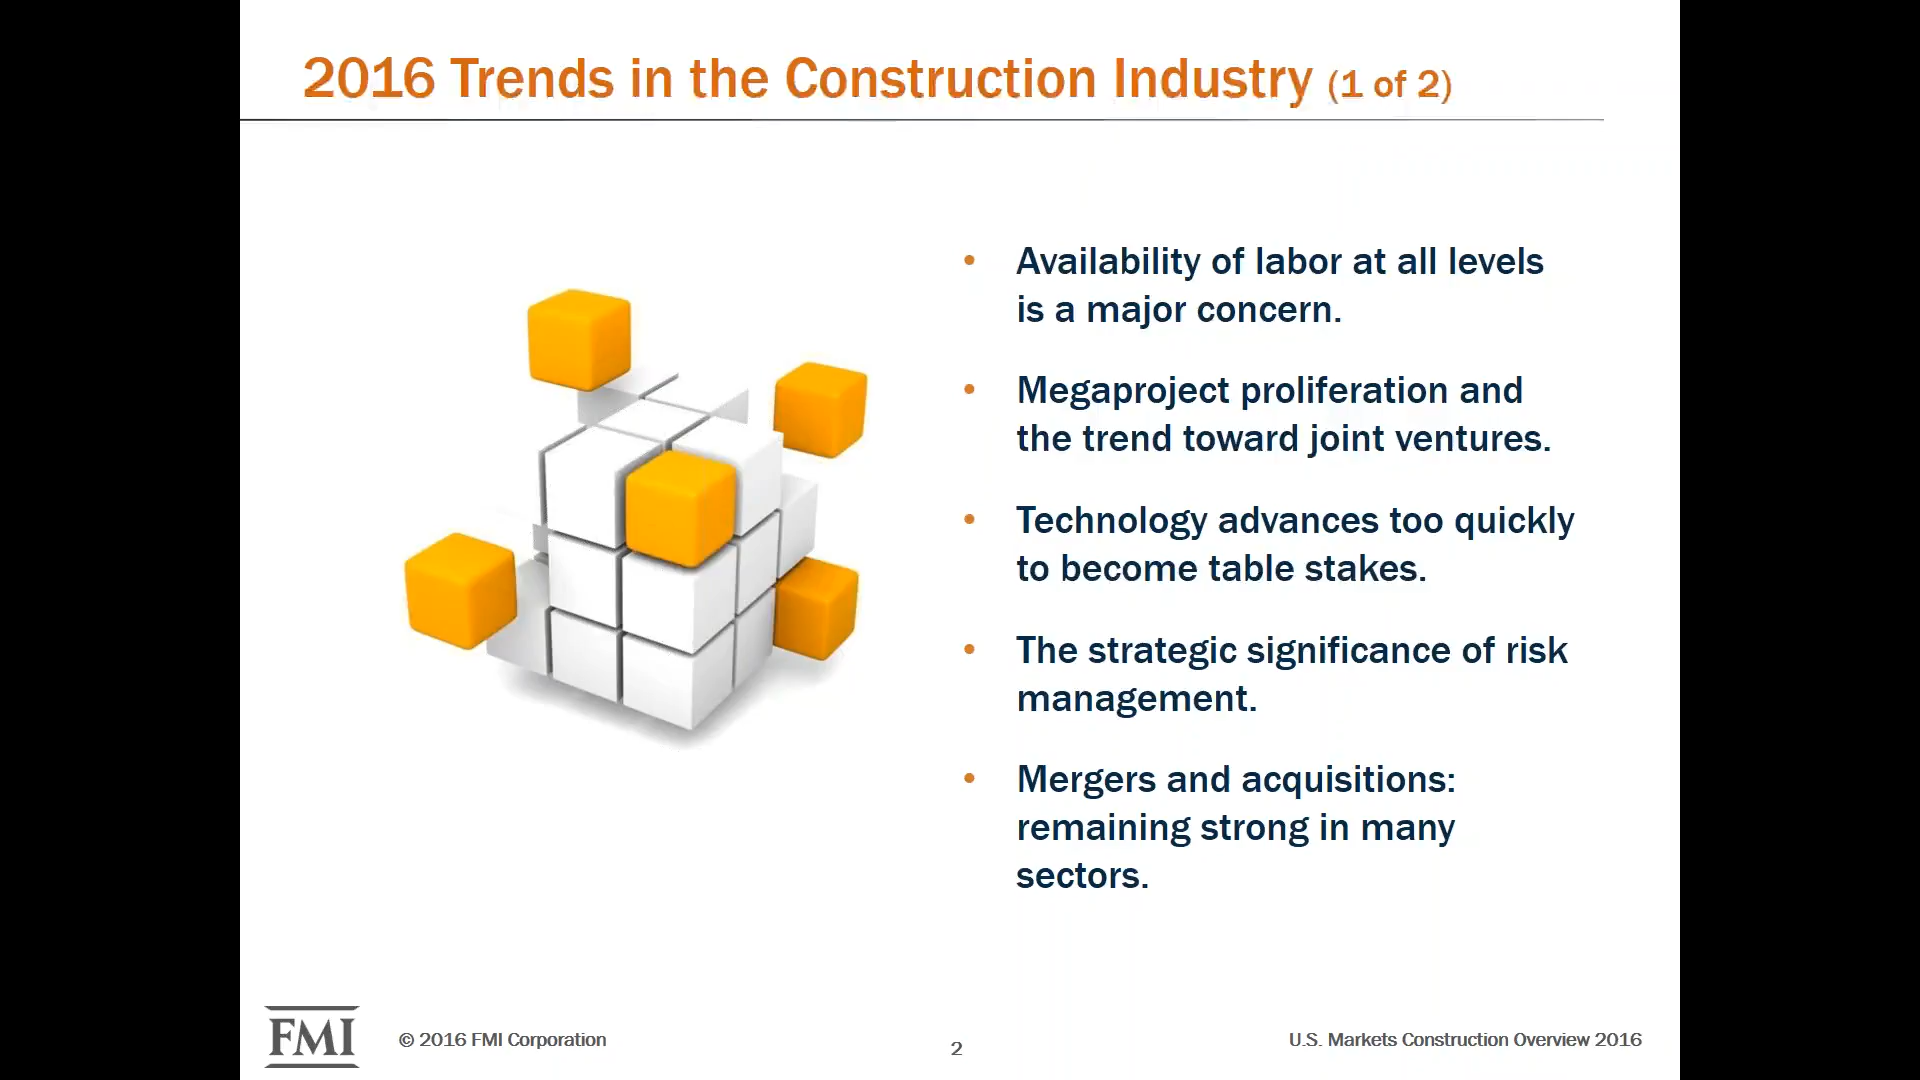 2016 Trends in the Construction Industry (1 of 2)
• Availability of labor at all levels
is a major concern.
• Megaproject proliferation and
the trend toward joint ventures.
• Technology advances too quickly
to become table stakes.
• The strategic significance of risk
management.
• Mergers and acquisitions:
remaining strong in many
sectors.
FMI
© 2016 FMI Corporation
2
U.S. Markets Construction Overview 2016